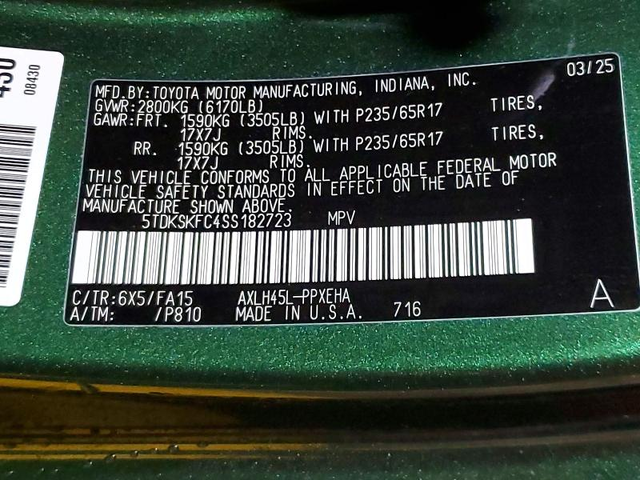 430
08430
03/25
MFD.BY:TOYOTA MOTOR MANUFACTURING, INDIANA, INC.
GVWR:2800KG (6170LB)
GAWR:FRT. 1590KG (3505LB) WITH P235/65R17 TIRES,
17X7J RIMS.
RR. 1590KG (3505LB) WITH P235/65R17 TIRES,
17X7J RIMS.
THIS VEHICLE CONFORMS TO ALL APPLICABLE FEDERAL MOTOR
VEHICLE SAFETY STANDARDS IN EFFECT ON THE DATE OF
MANUFACTURE SHOWN ABOVE.
5TDKSKFC4SS182723 MPV
C/TR:6X5/FA15 AXLH45L-PPXEHA
A/TM: /P810 MADE IN U.S.A. 716 A